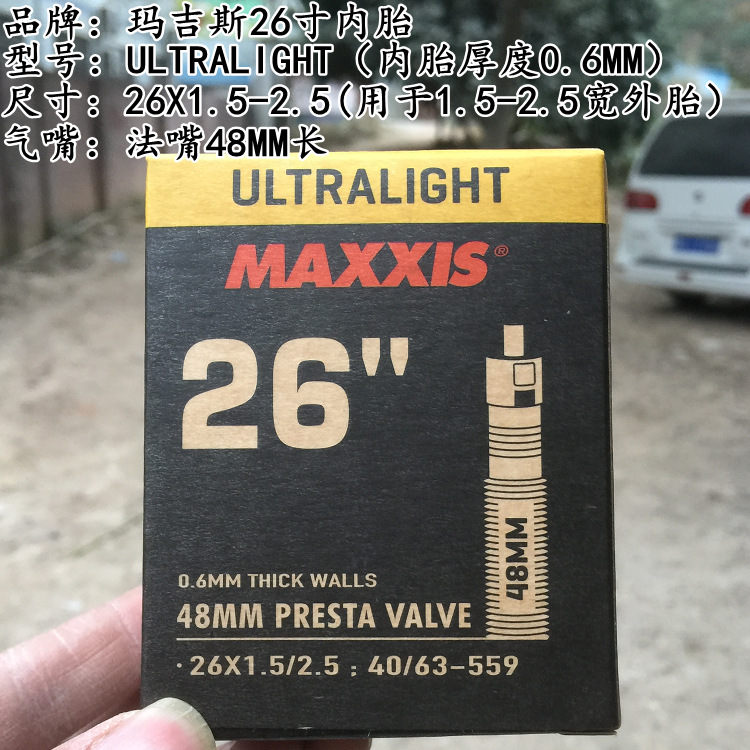 品牌：玛吉斯26寸内胎
型号：ULTRALIGHT（内胎厚度0.6MM）
尺寸：26X1.5-2.5(用于1.5-2.5宽外胎)
气嘴：法嘴48MM长
ULTRALIGHT
MAXXIS®
26"
48MM
0.6MM THICK WALLS
48MM PRESTA VALVE
·26X1.5/2.5 ; 40/63-559